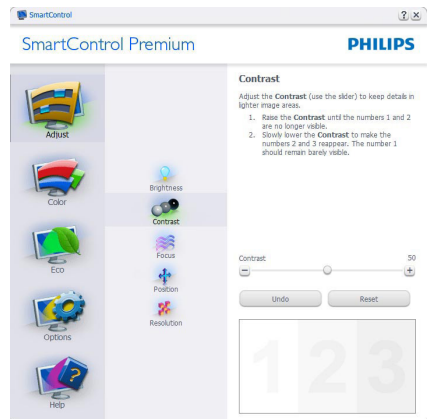 SmartControl
SmartControl Premium
PHILIPS
Adjust
Color
Eco
Options
Help
Brightness
Contrast
Focus
Position
Resolution
Contrast
Adjust the Contrast (use the slider) to keep details in
lighter image areas.
1. Raise the Contrast until the numbers 1 and 2
are no longer visible.
2. Slowly lower the Contrast to make the
numbers 2 and 3 reappear. The number 1
should remain barely visible.
Contrast 50
Undo Reset
1 2 3